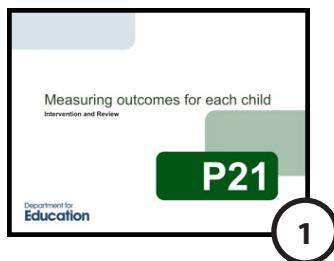 Measuring outcomes for each child
Intervention and Review
P21
Department for
Education
1